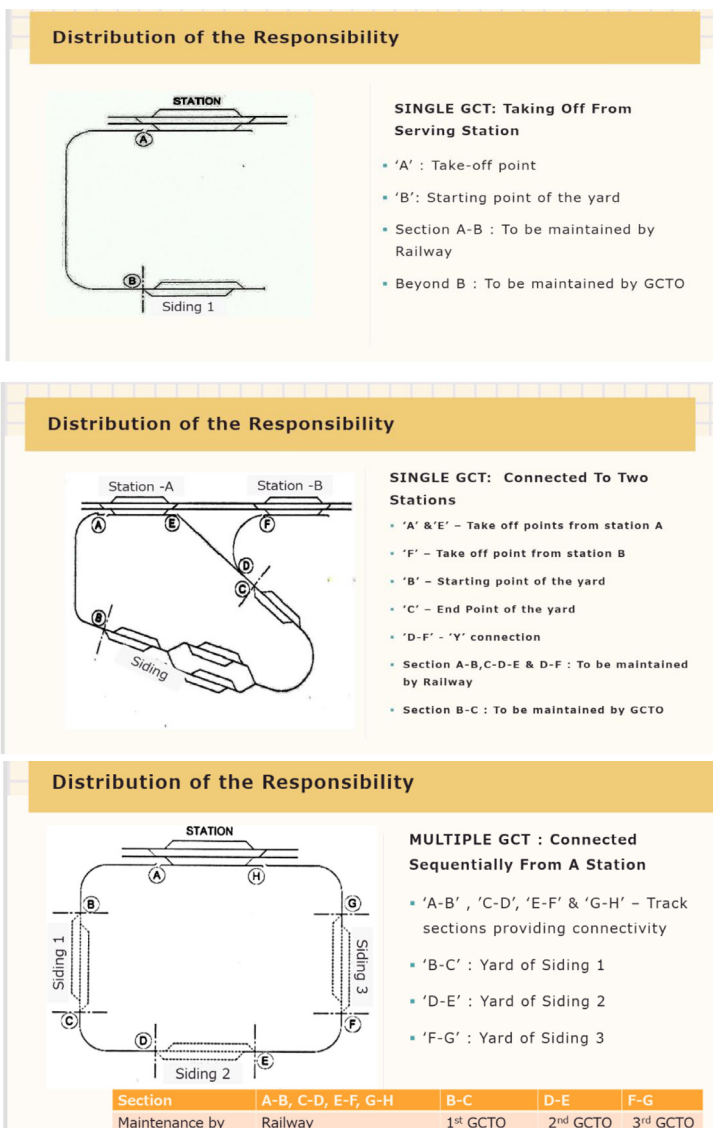 Distribution of the Responsibility
STATION
A
B
Siding 1
SINGLE GCT: Taking Off From
Serving Station
▪ ‘A’ : Take-off point
▪ ‘B’: Starting point of the yard
▪ Section A-B : To be maintained by
Railway
▪ Beyond B : To be maintained by GCTO
Distribution of the Responsibility
Station -A
Station -B
A
E
F
D
C
B
Siding
SINGLE GCT: Connected To Two
Stations
▪ ‘A’ &‘E’ – Take off points from station A
▪ ‘F’ – Take off point from station B
▪ ‘B’ – Starting point of the yard
▪ ‘C’ – End Point of the yard
▪ ‘D-F’ - ‘Y’ connection
▪ Section A-B,C-D-E & D-F : To be maintained
by Railway
▪ Section B-C : To be maintained by GCTO
Distribution of the Responsibility
STATION
A
H
B
G
Siding 1
Siding 3
C
F
D
E
Siding 2
MULTIPLE GCT : Connected
Sequentially From A Station
▪ ‘A-B’ , ‘C-D’, ‘E-F’ & ‘G-H’ – Track
sections providing connectivity
▪ ‘B-C’ : Yard of Siding 1
▪ ‘D-E’ : Yard of Siding 2
▪ ‘F-G’ : Yard of Siding 3
Section A-B, C-D, E-F, G-H B-C D-E F-G
Maintenance by Railway 1st GCTO 2nd GCTO 3rd GCTO